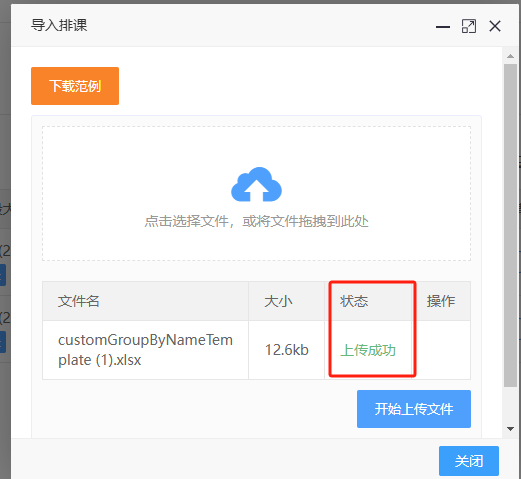 导入排课
下载范例
点击选择文件，或将文件拖拽到此处
文件名 大小 状态 操作
customGroupByNameTem
plate (1).xlsx
12.6kb
上传成功
开始上传文件
关闭